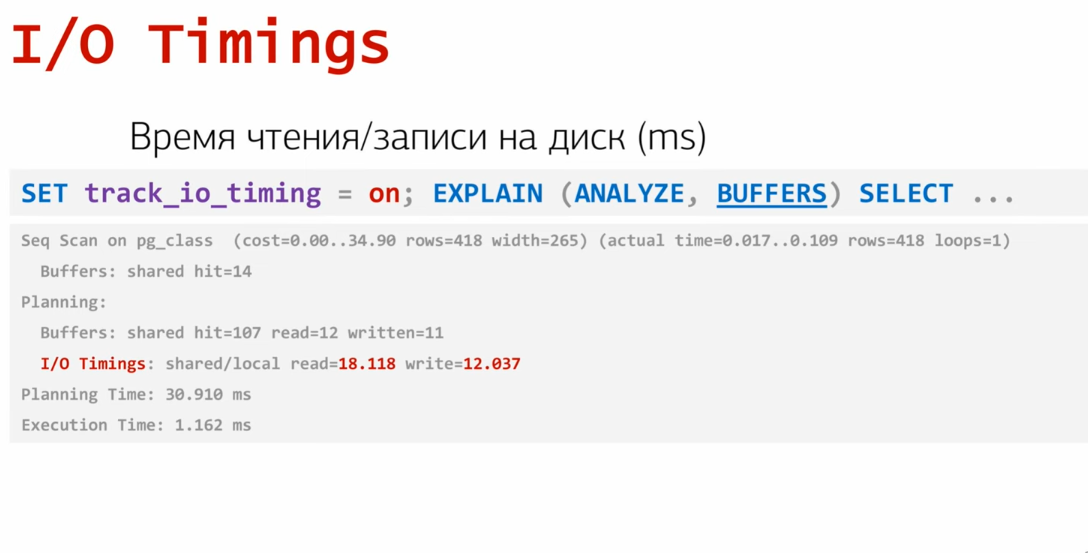 I/O Timings
Время чтения/записи на диск (ms)
SET track_io_timing = on; EXPLAIN (ANALYZE, BUFFERS) SELECT ...
Seq Scan on pg_class  (cost=0.00..34.90 rows=418 width=265) (actual time=0.017..0.109 rows=418 loops=1)
  Buffers: shared hit=14
Planning:
  Buffers: shared hit=107 read=12 written=11
  I/O Timings: shared/local read=18.118 write=12.037
Planning Time: 30.910 ms
Execution Time: 1.162 ms